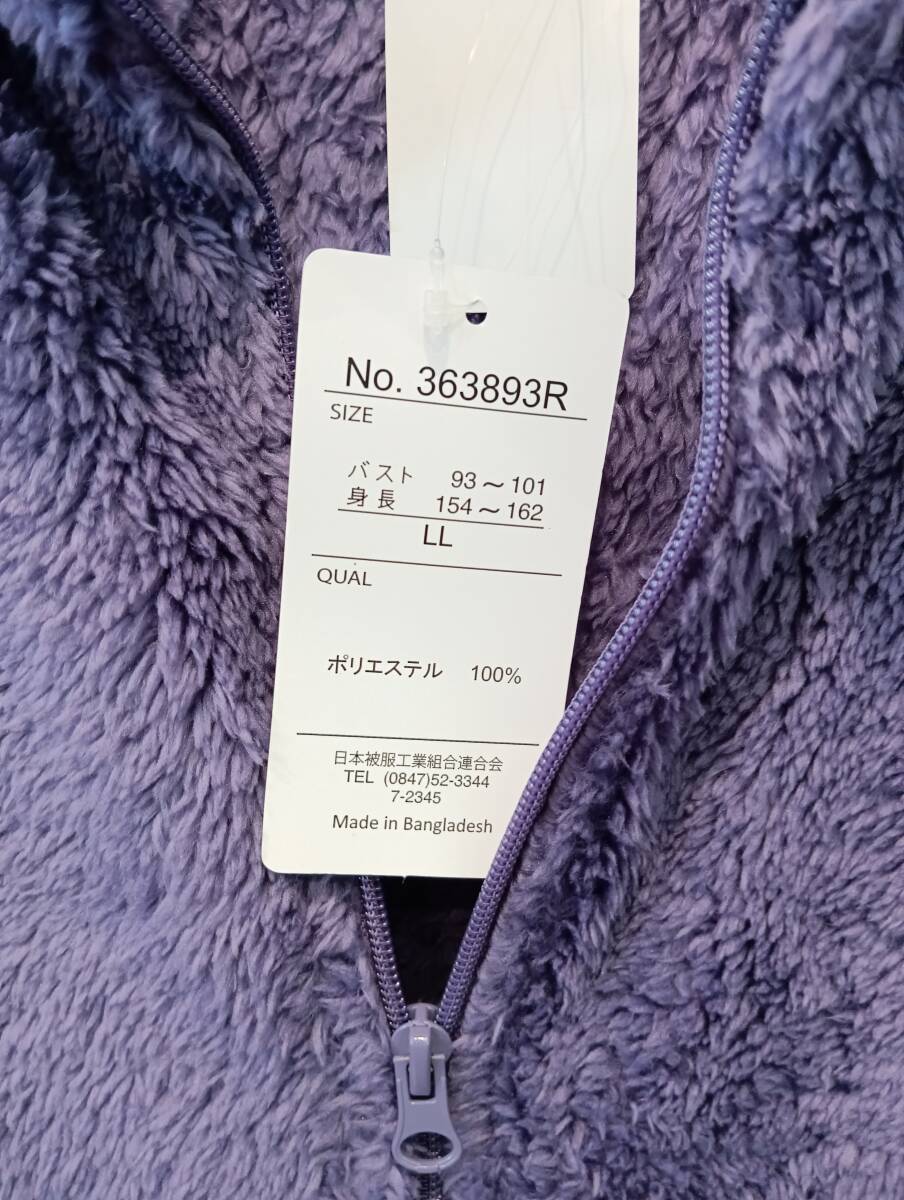 No. 363893R
SIZE
バスト 93～101
身長 154～162
LL
QUAL
ポリエステル 100%
日本被服工業組合連合会
TEL (0847)52-3344
7-2345
Made in Bangladesh